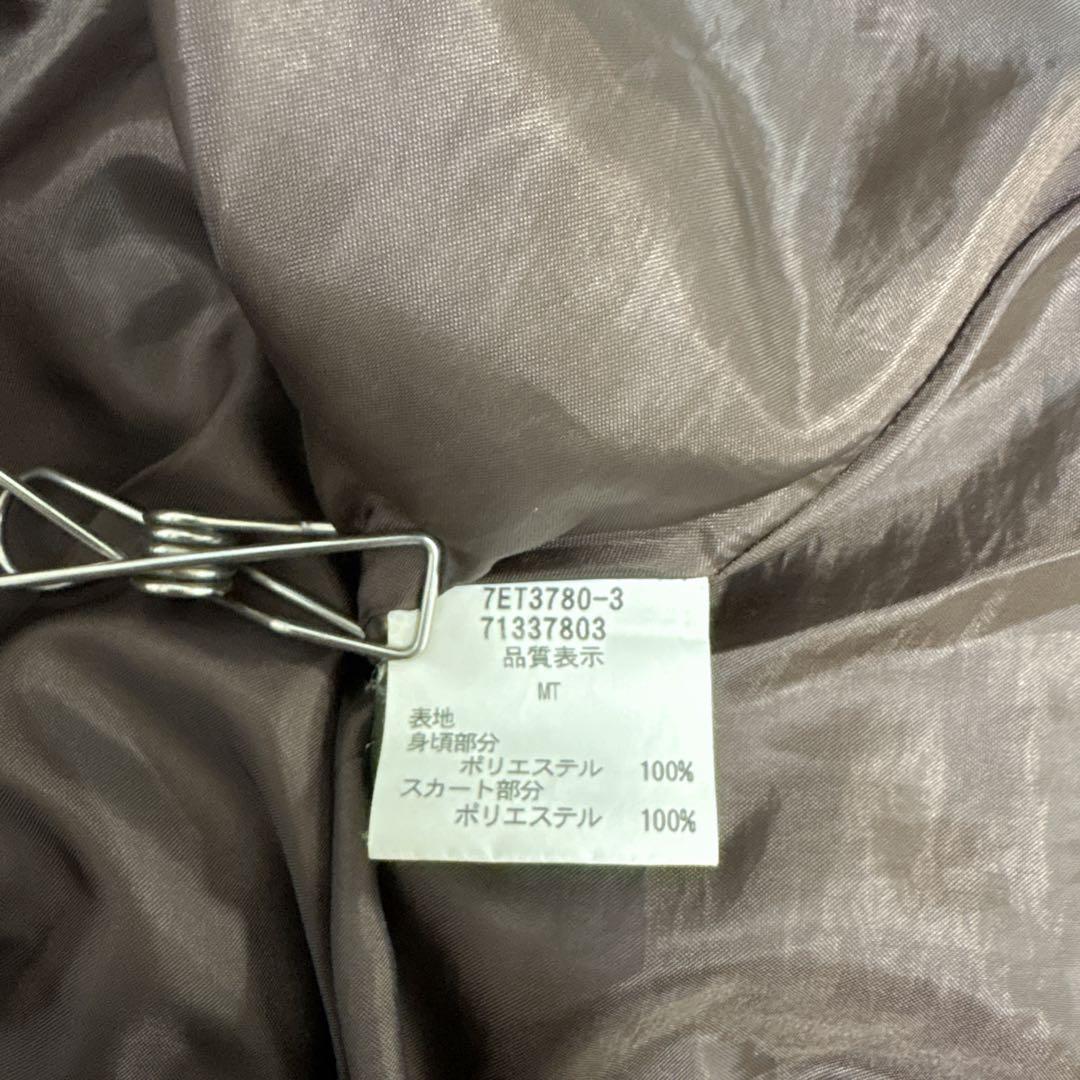 7ET3780-3
71337803
品質表示
MT
表地
身頃部分
ポリエステル 100%
スカート部分
ポリエステル 100%